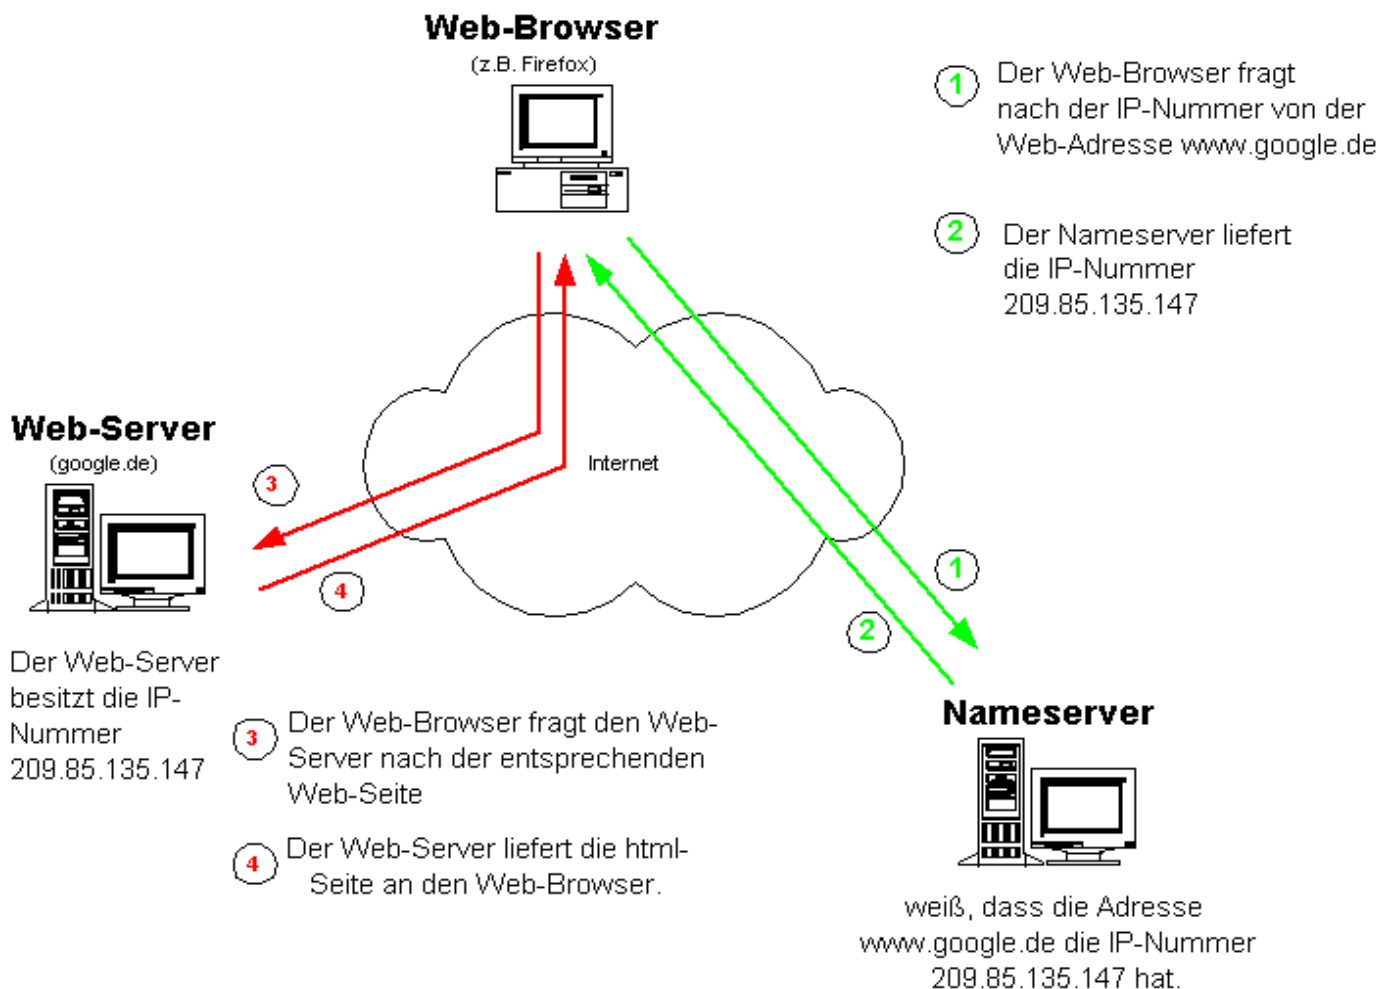 Web-Browser
(z.B. Firefox)
1 Der Web-Browser fragt
nach der IP-Nummer von der
Web-Adresse www.google.de
2 Der Nameserver liefert
die IP-Nummer
209.85.135.147
Web-Server
(google.de)
Internet
3
4
1
2
Der Web-Server
besitzt die IP-
Nummer
209.85.135.147
3 Der Web-Browser fragt den Web-
Server nach der entsprechenden
Web-Seite
4 Der Web-Server liefert die html-
Seite an den Web-Browser.
Nameserver
weiß, dass die Adresse
www.google.de die IP-Nummer
209.85.135.147 hat.